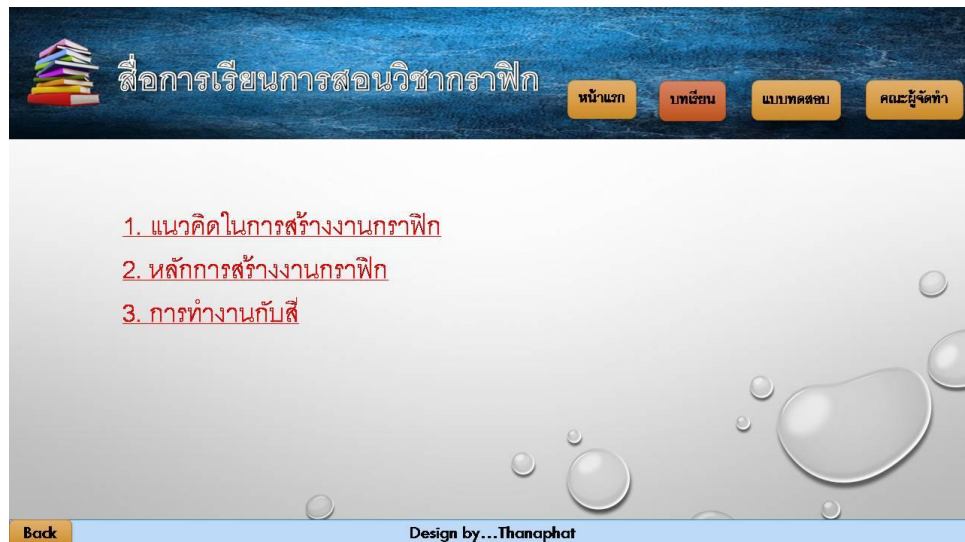 สื่อการเรียนการสอนวิชากราฟิก
หน้าแรก
บทเรียน
แบบทดสอบ
คณะผู้จัดทำ
1. แนวคิดในการสร้างงานกราฟิก
2. หลักการสร้างงานกราฟิก
3. การทำงานกับสี
Back
Design by...Thanaphat